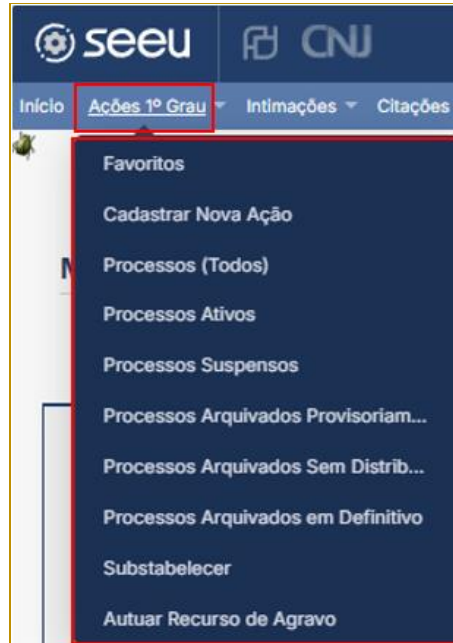 seeu CNJ
Início Ações 1º Grau Intimações Citações
Favoritos
Cadastrar Nova Ação
Processos (Todos)
Processos Ativos
Processos Suspensos
Processos Arquivados Provisoriam...
Processos Arquivados Sem Distrib...
Processos Arquivados em Definitivo
Substabelecer
Autuar Recurso de Agravo